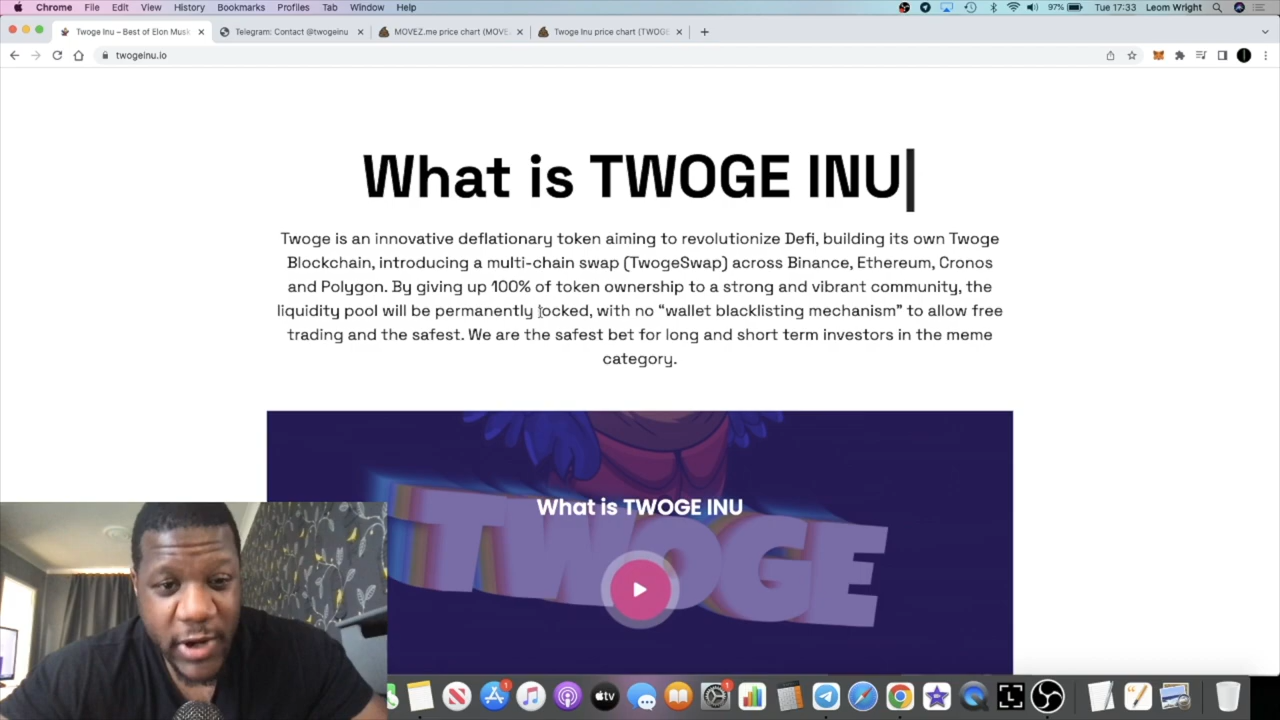 Chrome File Edit View History Bookmarks Profiles Tab Window Help 97% Tue 17:33 Leom Wright
Twoge Inu – Best of Elon Musk Telegram: Contact @twogeinu MOVEZ.me price chart (MOVE Twoge Inu price chart (TWOGE
twogeinu.io
What is TWOGE INU
Twoge is an innovative deflationary token aiming to revolutionize Defi, building its own Twoge
Blockchain, introducing a multi-chain swap (TwogeSwap) across Binance, Ethereum, Cronos
and Polygon. By giving up 100% of token ownership to a strong and vibrant community, the
liquidity pool will be permanently locked, with no “wallet blacklisting mechanism” to allow free
trading and the safest. We are the safest bet for long and short term investors in the meme
category.
What is TWOGE INU
TWOGE
1 tv 1